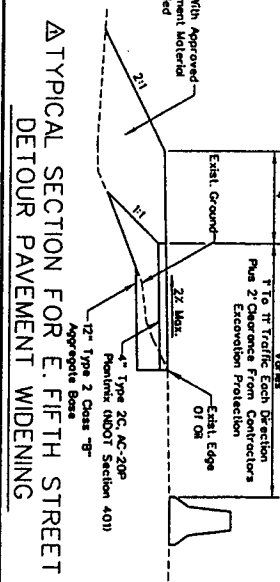 Varies
1' To 11' Traffic Each Direction
Plus 2' Clearance From Contractors
Excavation Protection
With Approved
Material
2:1
Exist. Ground
1:1
2% Max.
Exist. Edge
Of Oil
4" Type 2C, AC-20P
Plantmix (NDOT Section 401)
12" Type 2 Class "B"
Aggregate Base
TYPICAL SECTION FOR E. FIFTH STREET
DETOUR PAVEMENT WIDENING